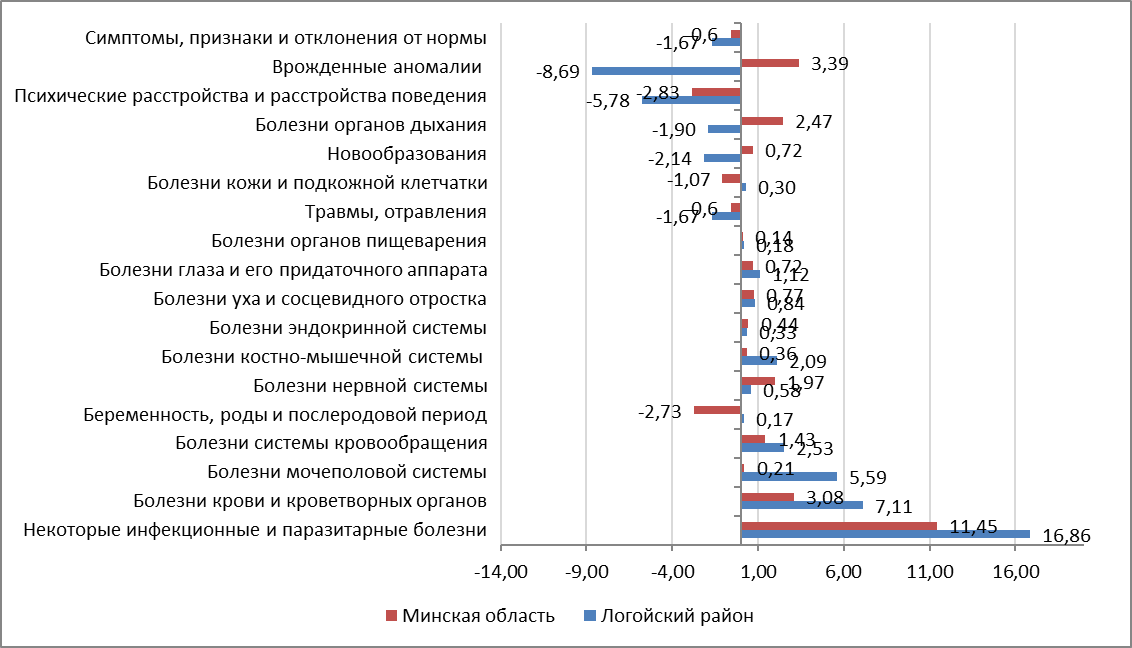 Симптомы, признаки и отклонения от нормы -0,6 -1,67
Врожденные аномалии 3,39 -8,69
Психические расстройства и расстройства поведения -2,83 -5,78
Болезни органов дыхания 2,47 -1,90
Новообразования 0,72 -2,14
Болезни кожи и подкожной клетчатки -1,07 0,30
Травмы, отравления -0,6 -1,67
Болезни органов пищеварения 0,14 0,18
Болезни глаза и его придаточного аппарата 0,72 1,12
Болезни уха и сосцевидного отростка 0,77 0,84
Болезни эндокринной системы 0,44 0,33
Болезни костно-мышечной системы 0,36 2,09
Болезни нервной системы 1,97 0,58
Беременность, роды и послеродовой период -2,73 0,17
Болезни системы кровообращения 1,43 2,53
Болезни мочеполовой системы 0,21 5,59
Болезни крови и кроветворных органов 3,08 7,11
Некоторые инфекционные и паразитарные болезни 11,45 16,86
-14,00 -9,00 -4,00 1,00 6,00 11,00 16,00
Минская область Логойский район